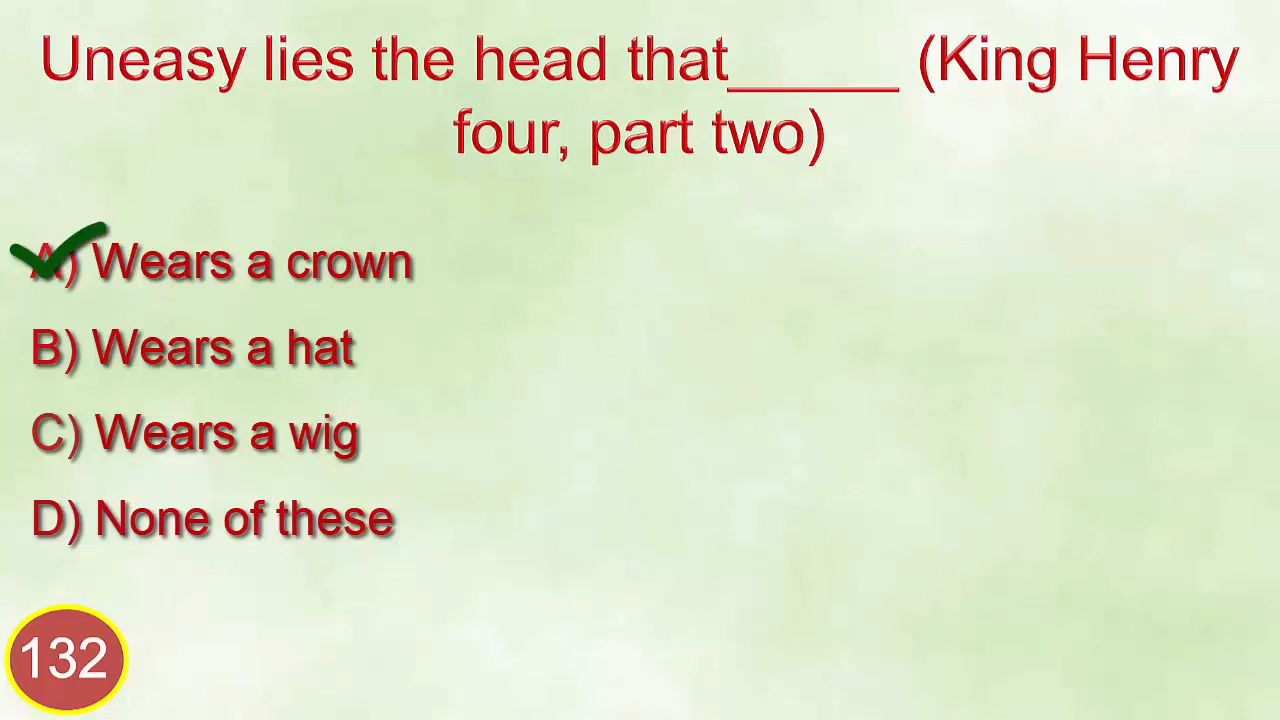 Uneasy lies the head that_____ (King Henry
four, part two)
A) Wears a crown
B) Wears a hat
C) Wears a wig
D) None of these
132